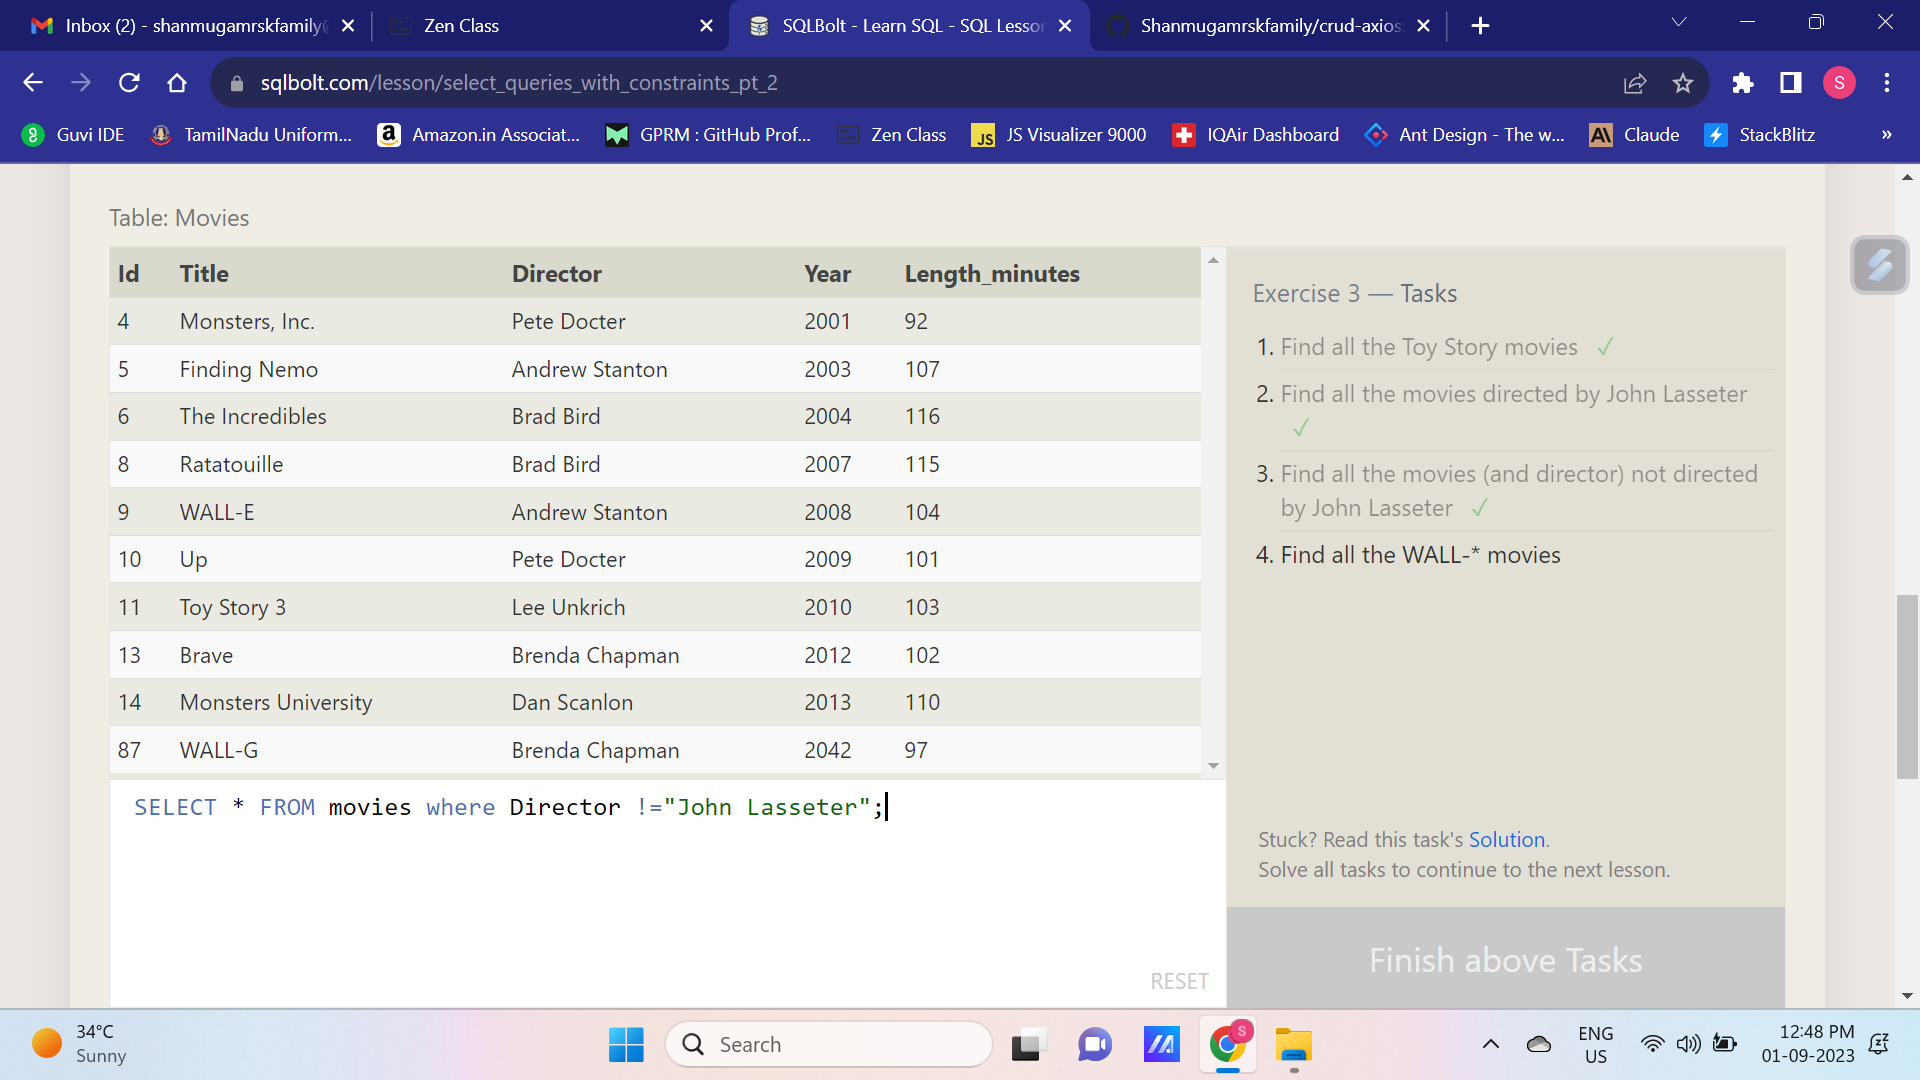 Inbox (2) - shanmugamrskfamily@
Zen Class
SQLBolt - Learn SQL - SQL Lesson
Shanmugamrskfamily/crud-axios
sqlbolt.com/lesson/select_queries_with_constraints_pt_2
S
Guvi IDE
TamilNadu Uniform...
Amazon.in Associat...
GPRM : GitHub Prof...
Zen Class
JS Visualizer 9000
IQAir Dashboard
Ant Design - The w...
Claude
StackBlitz
»
Table: Movies
Id Title Director Year Length_minutes
4 Monsters, Inc. Pete Docter 2001 92
5 Finding Nemo Andrew Stanton 2003 107
6 The Incredibles Brad Bird 2004 116
8 Ratatouille Brad Bird 2007 115
9 WALL-E Andrew Stanton 2008 104
10 Up Pete Docter 2009 101
11 Toy Story 3 Lee Unkrich 2010 103
13 Brave Brenda Chapman 2012 102
14 Monsters University Dan Scanlon 2013 110
87 WALL-G Brenda Chapman 2042 97
SELECT * FROM movies where Director !="John Lasseter";
RESET
Exercise 3 — Tasks
1. Find all the Toy Story movies ✓
2. Find all the movies directed by John Lasseter
✓
3. Find all the movies (and director) not directed
by John Lasseter ✓
4. Find all the WALL-* movies
Stuck? Read this task's Solution.
Solve all tasks to continue to the next lesson.
Finish above Tasks
34°C
Sunny
Search
S
ENG
US
12:48 PM
01-09-2023